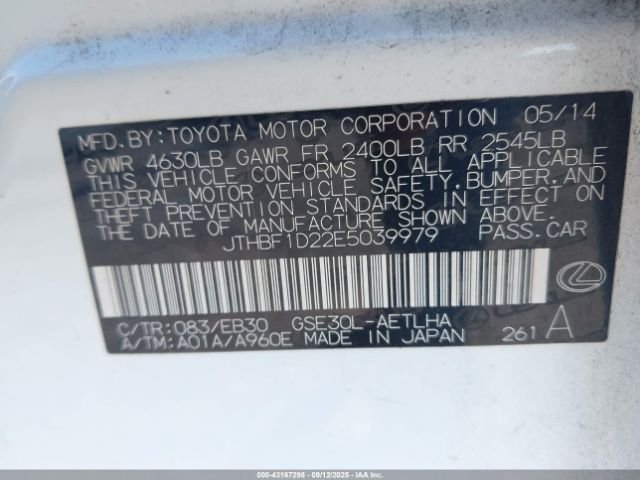 MFD.BY:TOYOTA MOTOR CORPORATION 05/14
GVWR 4630LB GAWR FR 2400LB RR 2545LB
THIS VEHICLE CONFORMS TO ALL APPLICABLE
FEDERAL MOTOR VEHICLE SAFETY,BUMPER,AND
THEFT PREVENTION STANDARDS IN EFFECT ON
THE DATE OF MANUFACTURE SHOWN ABOVE.
JTHBF1D22E5039979 PASS.CAR
C/TR:083/EB30 GSE30L-AETLHA
A/TM:A01A/A960E MADE IN JAPAN 261 A
000-43167298 - 09/12/2025 - IAAI.COM